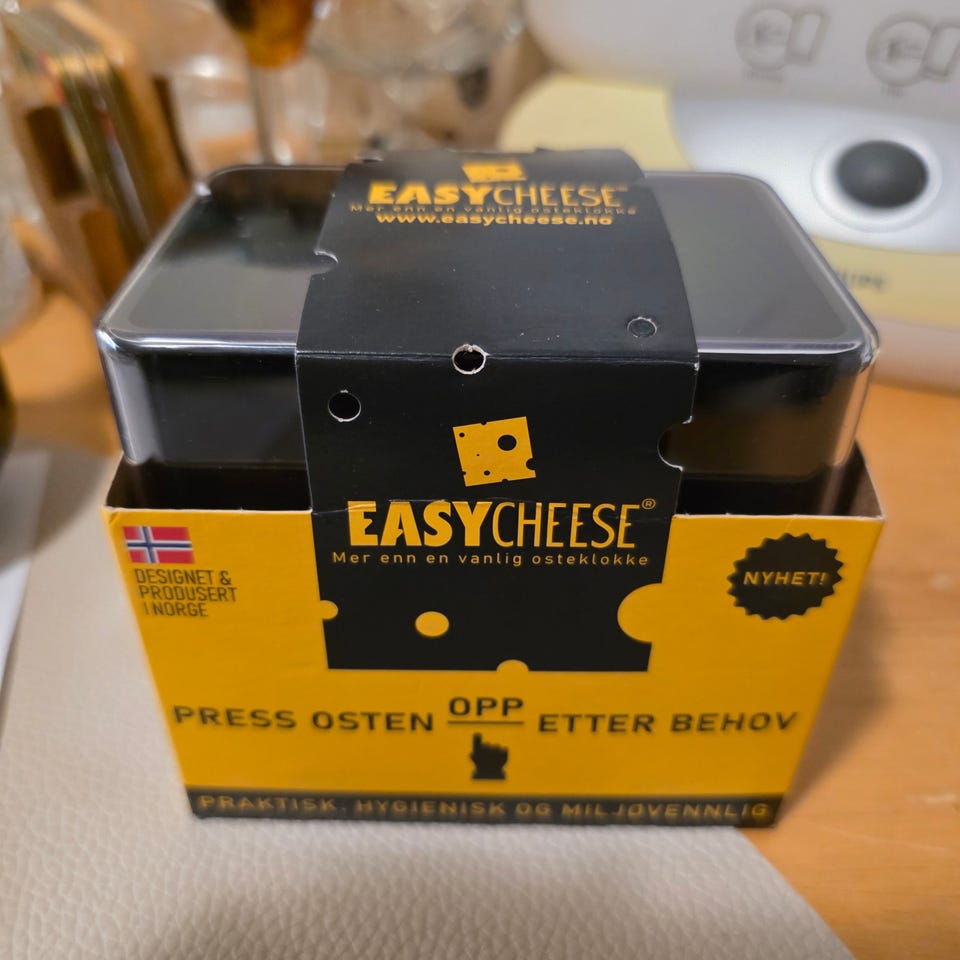 EASYCHEESE®
Mer enn en vanlig osteklokke
www.easycheese.no
EASYCHEESE®
Mer enn en vanlig osteklokke
DESIGNET &
PRODUSERT
I NORGE
NYHET!
PRESS OSTEN OPP ETTER BEHOV
PRAKTISK, HYGIENISK OG MILJØVENNLIG